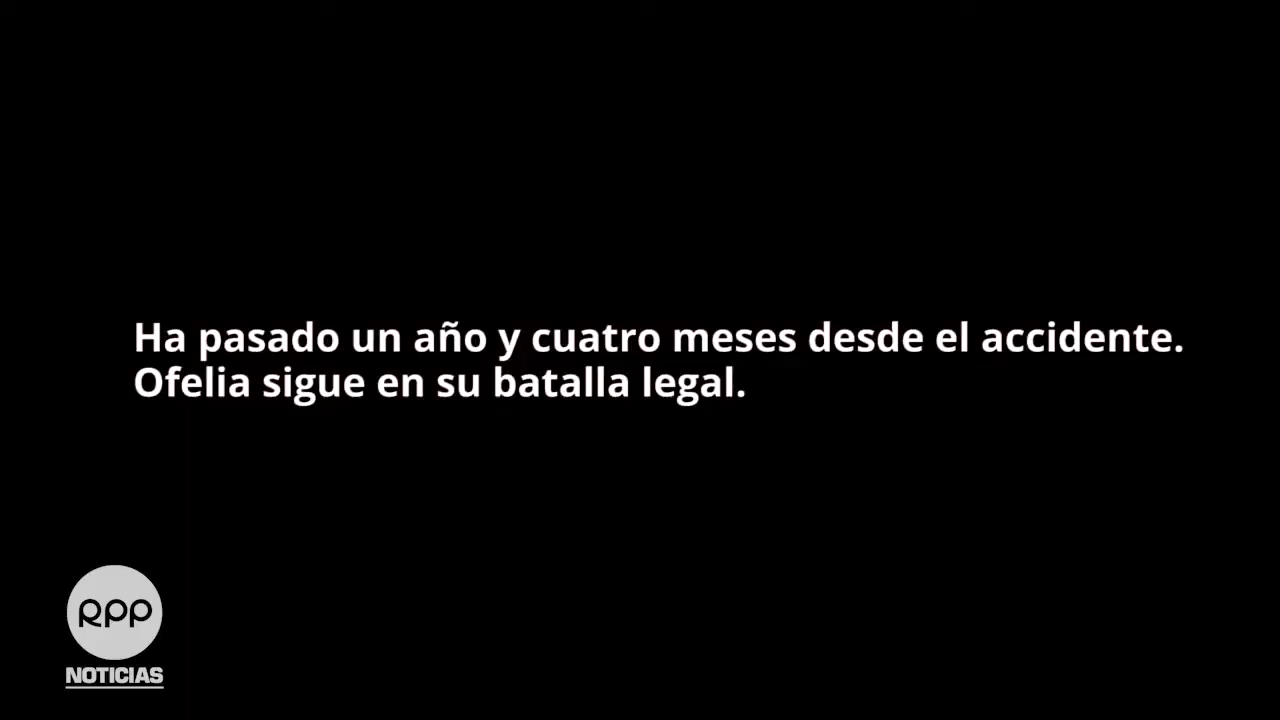 Ha pasado un año y cuatro meses desde el accidente.
Ofelia sigue en su batalla legal.
RPP
NOTICIAS